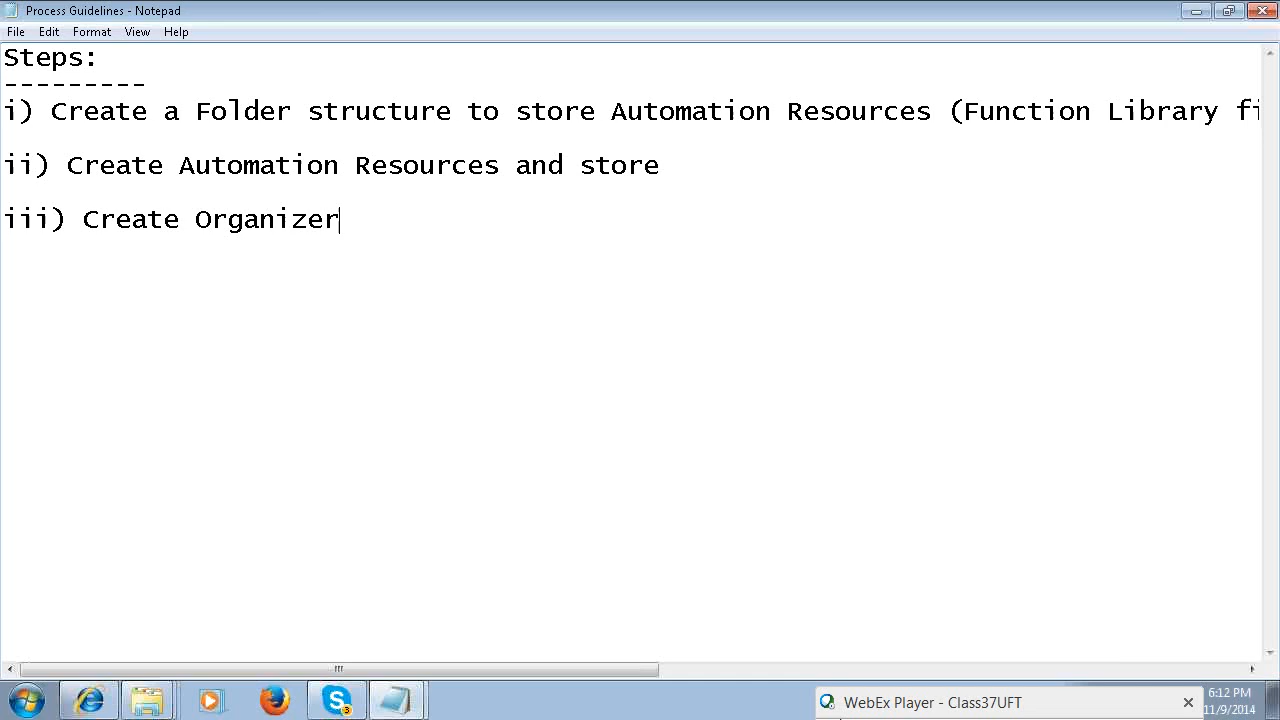 Process Guidelines - Notepad
File Edit Format View Help
Steps:
---------
i) Create a Folder structure to store Automation Resources (Function Library fi
ii) Create Automation Resources and store
iii) Create Organizer
3
WebEx Player - Class37UFT
6:12 PM
11/9/2014